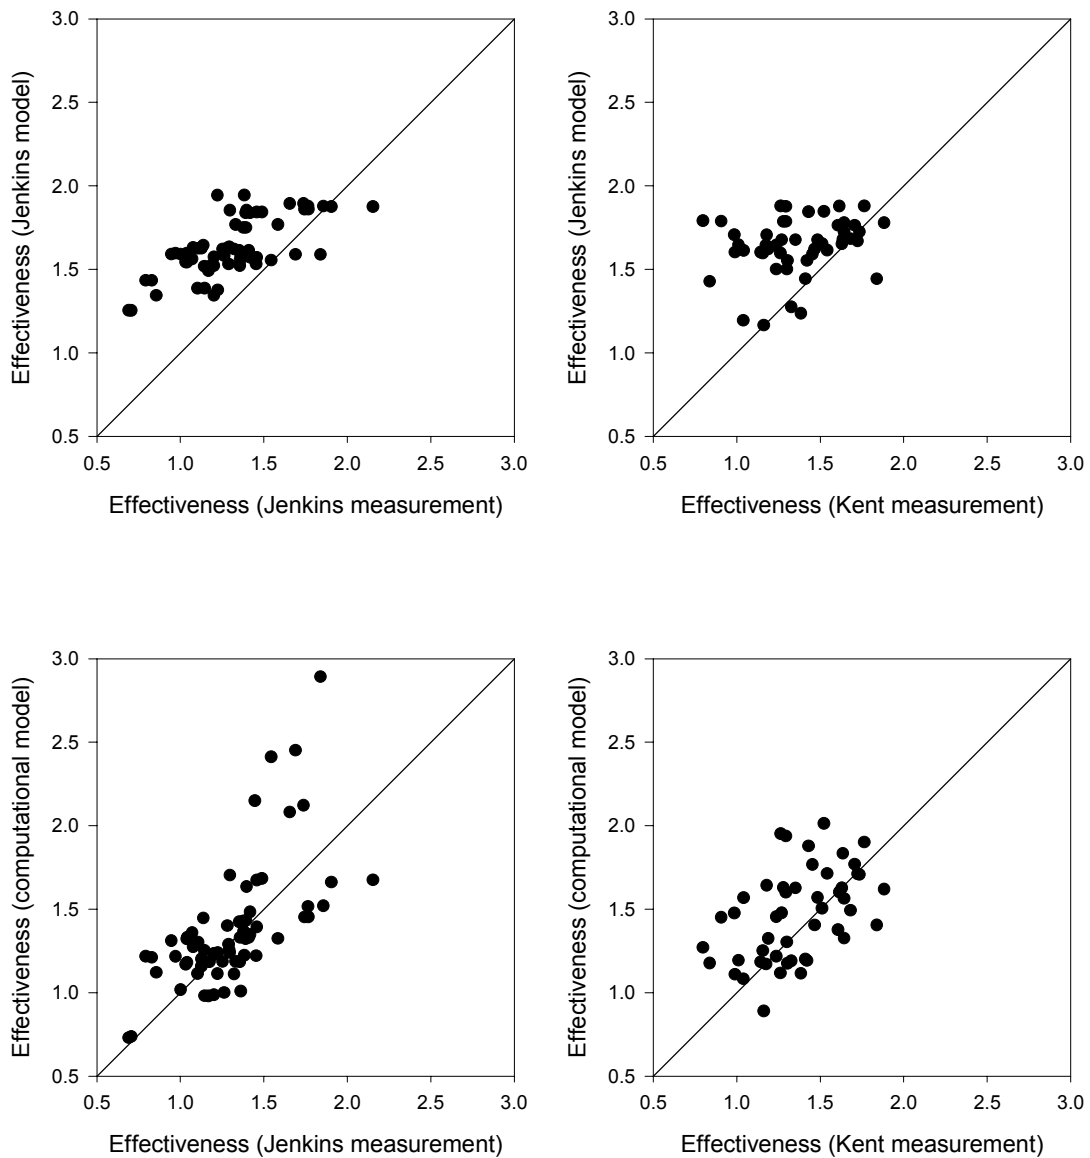 3.0
2.5
2.0
1.5
1.0
0.5
Effectiveness (Jenkins model)
0.5 1.0 1.5 2.0 2.5 3.0
Effectiveness (Jenkins measurement)
3.0
2.5
2.0
1.5
1.0
0.5
Effectiveness (Jenkins model)
0.5 1.0 1.5 2.0 2.5 3.0
Effectiveness (Kent measurement)
3.0
2.5
2.0
1.5
1.0
0.5
Effectiveness (computational model)
0.5 1.0 1.5 2.0 2.5 3.0
Effectiveness (Jenkins measurement)
3.0
2.5
2.0
1.5
1.0
0.5
Effectiveness (computational model)
0.5 1.0 1.5 2.0 2.5 3.0
Effectiveness (Kent measurement)